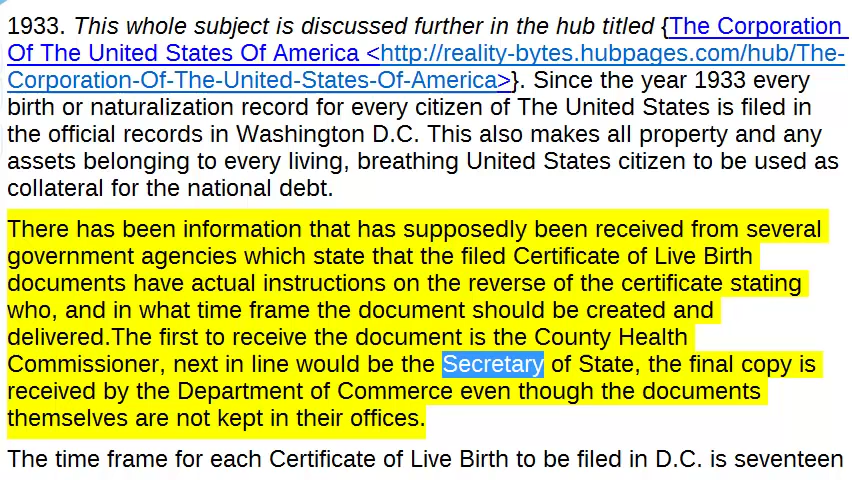 1933. This whole subject is discussed further in the hub titled {The Corporation
Of The United States Of America <http://reality-bytes.hubpages.com/hub/The-
Corporation-Of-The-United-States-Of-America>}. Since the year 1933 every
birth or naturalization record for every citizen of The United States is filed in
the official records in Washington D.C. This also makes all property and any
assets belonging to every living, breathing United States citizen to be used as
collateral for the national debt.
There has been information that has supposedly been received from several
government agencies which state that the filed Certificate of Live Birth
documents have actual instructions on the reverse of the certificate stating
who, and in what time frame the document should be created and
delivered.The first to receive the document is the County Health
Commissioner, next in line would be the Secretary of State, the final copy is
received by the Department of Commerce even though the documents
themselves are not kept in their offices.
The time frame for each Certificate of Live Birth to be filed in D.C. is seventeen